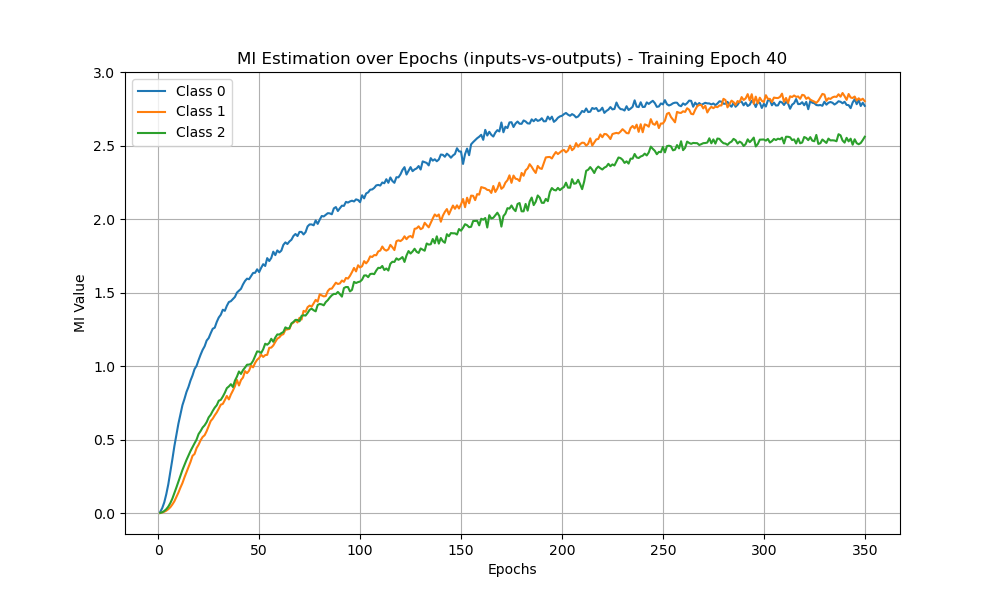 MI Estimation over Epochs (inputs-vs-outputs) - Training Epoch 40
Class 0
Class 1
Class 2
MI Value
3.0
2.5
2.0
1.5
1.0
0.5
0.0
0 50 100 150 200 250 300 350
Epochs